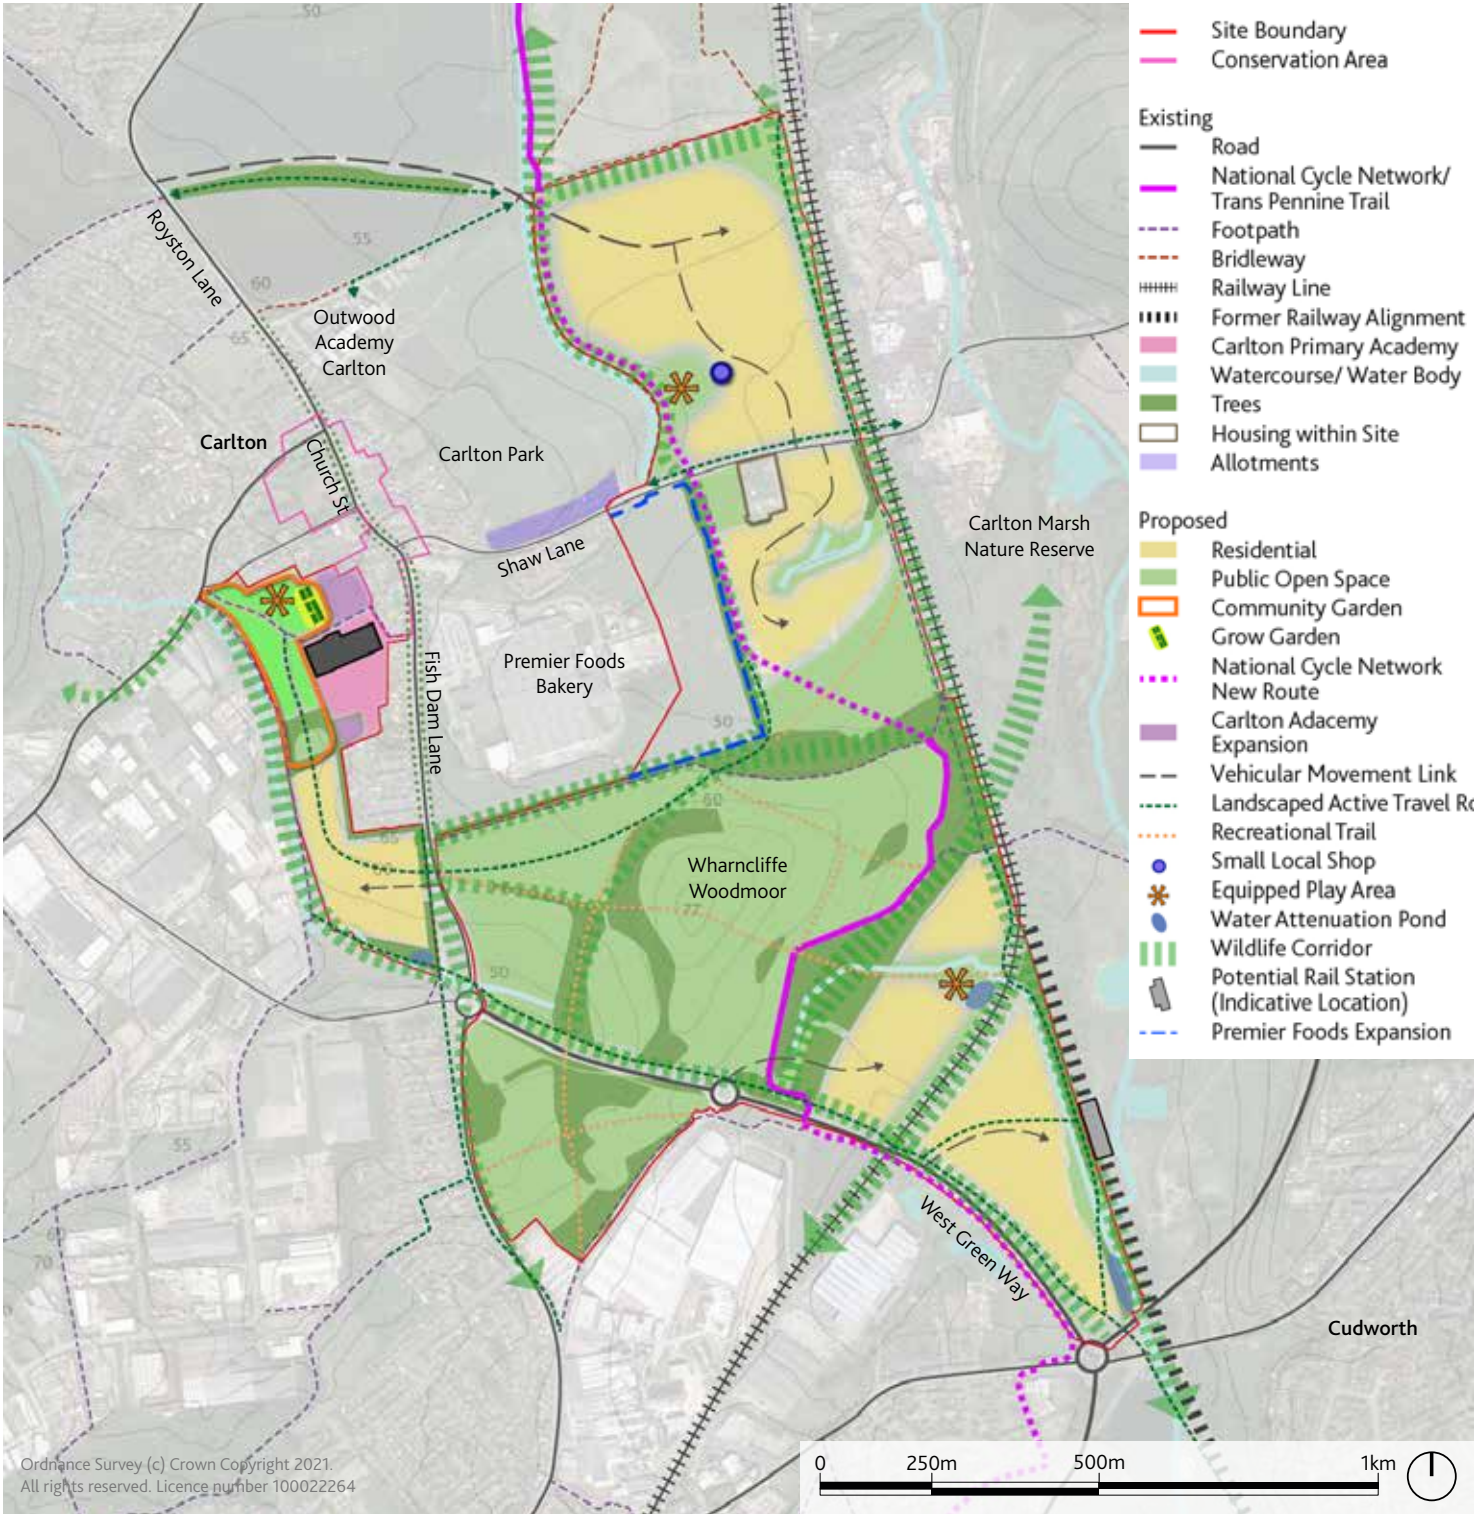 Site Boundary
Conservation Area
Existing
Road
National Cycle Network/
Trans Pennine Trail
Footpath
Bridleway
Railway Line
Former Railway Alignment
Carlton Primary Academy
Watercourse/ Water Body
Trees
Housing within Site
Allotments
Proposed
Residential
Public Open Space
Community Garden
Grow Garden
National Cycle Network
New Route
Carlton Adacemy
Expansion
Vehicular Movement Link
Landscaped Active Travel Ro
Recreational Trail
Small Local Shop
Equipped Play Area
Water Attenuation Pond
Wildlife Corridor
Potential Rail Station
(Indicative Location)
Premier Foods Expansion
50
55
60
65
Royston Lane
Outwood
Academy
Carlton
Carlton
Church St
Carlton Park
Shaw Lane
Carlton Marsh
Nature Reserve
Premier Foods
Bakery
Fish Dam Lane
50
60
65
60
Wharncliffe
Woodmoor
77
50
55
70
West Green Way
Cudworth
Ordnance Survey (c) Crown Copyright 2021.
All rights reserved. Licence number 100022264
0 250m 500m 1km